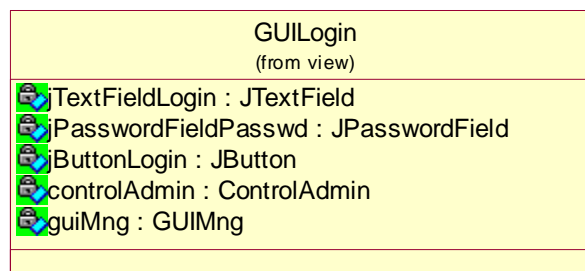 GUILogin
(from view)
jTextFieldLogin : JTextField
jPasswordFieldPasswd : JPasswordField
jButtonLogin : JButton
controlAdmin : ControlAdmin
guiMng : GUIMng